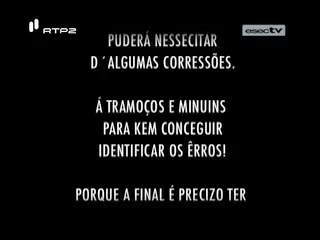 RTP2
esectv
PUDERÁ NESSECITAR
D´ALGUMAS CORRESSÕES.
Á TRAMOÇOS E MINUINS
PARA KEM CONCEGUIR
IDENTIFICAR OS ÊRROS!
PORQUE A FINAL É PRECIZO TER